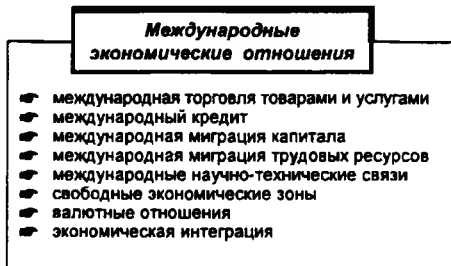 Международные
экономические отношения
международная торговля товарами и услугами
международный кредит
международная миграция капитала
международная миграция трудовых ресурсов
международные научно-технические связи
свободные экономические зоны
валютные отношения
экономическая интеграция